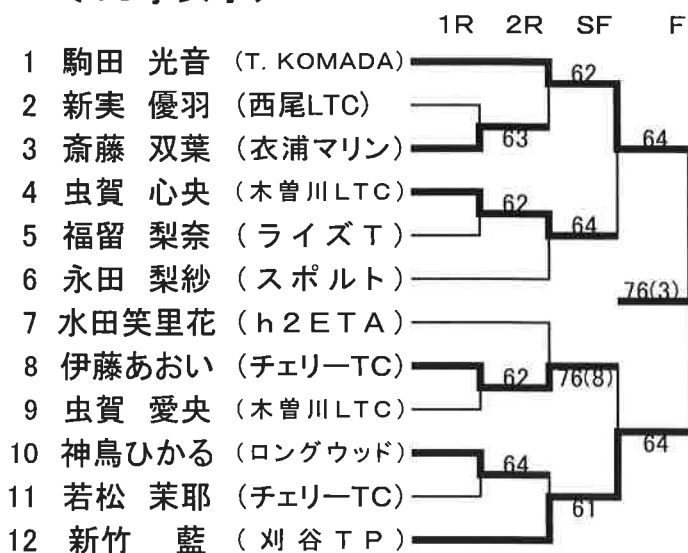 1R 2R SF F
1 駒田 光音 (T. KOMADA)
2 新実 優羽 (西尾LTC)
3 斎藤 双葉 (衣浦マリン)
4 虫賀 心央 (木曽川LTC)
5 福留 梨奈 (ライズT)
6 永田 梨紗 (スポルト)
7 水田笑里花 (h2ETA)
8 伊藤あおい (チェリーTC)
9 虫賀 愛央 (木曽川LTC)
10 神鳥ひかる (ロングウッド)
11 若松 茉耶 (チェリーTC)
12 新竹 藍 (刈谷TP)
62
63
64
62
64
76(3)
62
76(8)
64
64
61